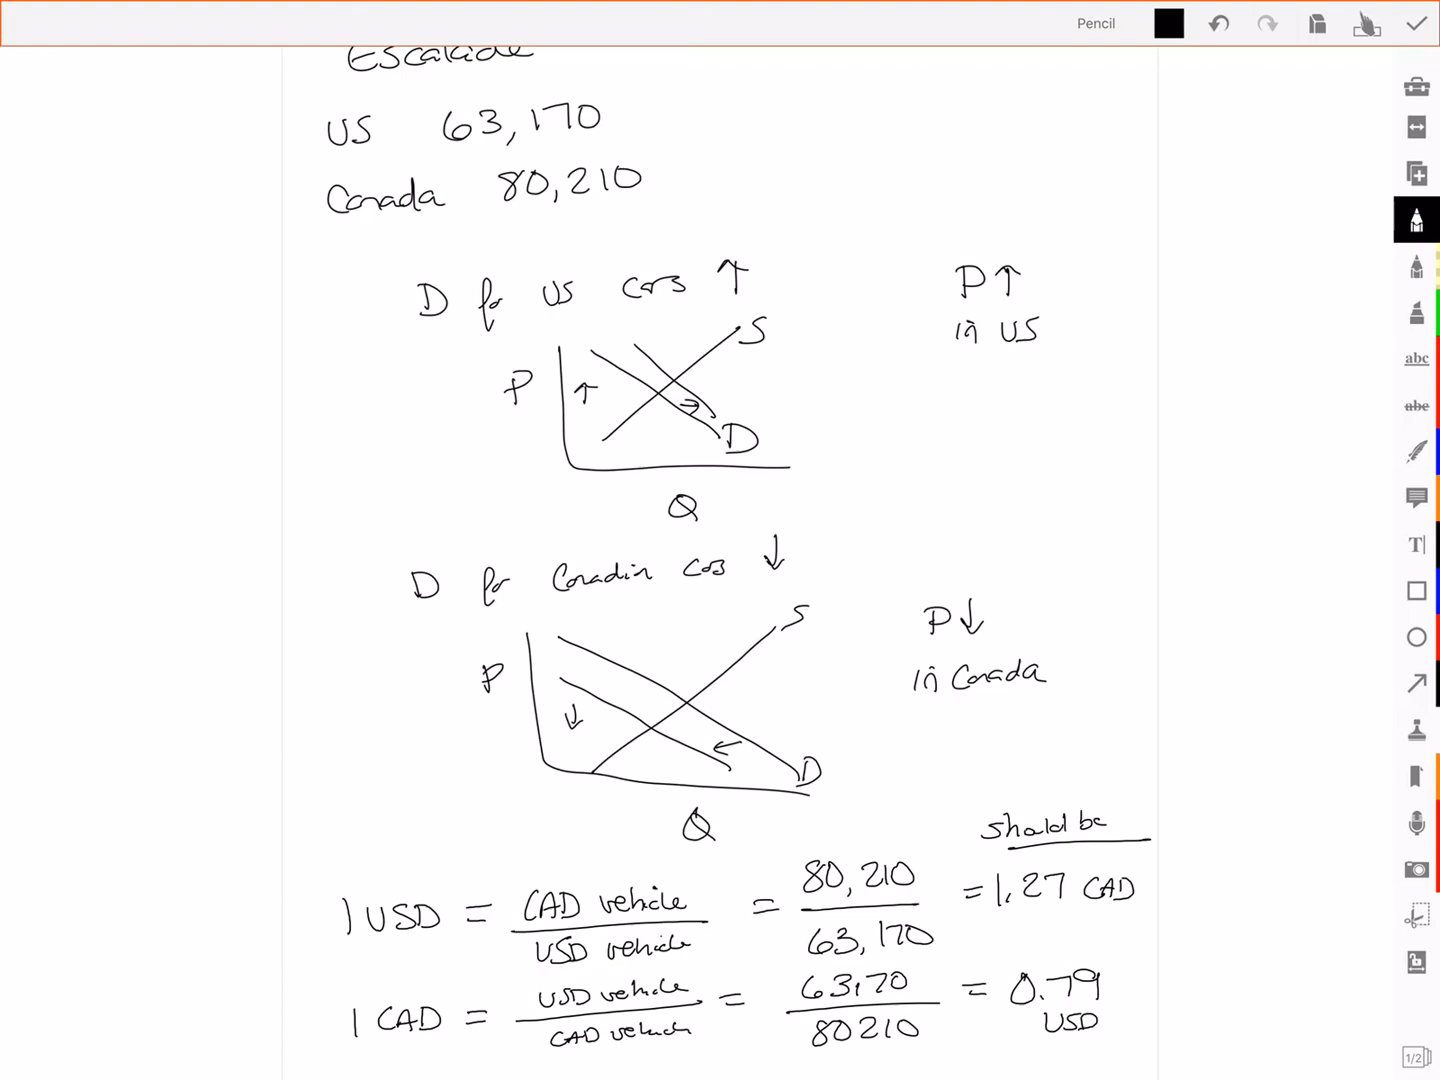 Pencil
Escalade
US 63,170
Canada 80,210
D for US cars ↑
P↑
in US
S
P ↑
→
D
Q
D for Canadian cars ↓
P↓
in Canada
S
P
↓
←
D
Q
should be
1 USD = CAD vehicle / USD vehicle = 80,210 / 63,170 = 1.27 CAD
1 CAD = USD vehicle / CAD vehicle = 63,170 / 80210 = 0.79 USD
abc
abc
T|
1/2